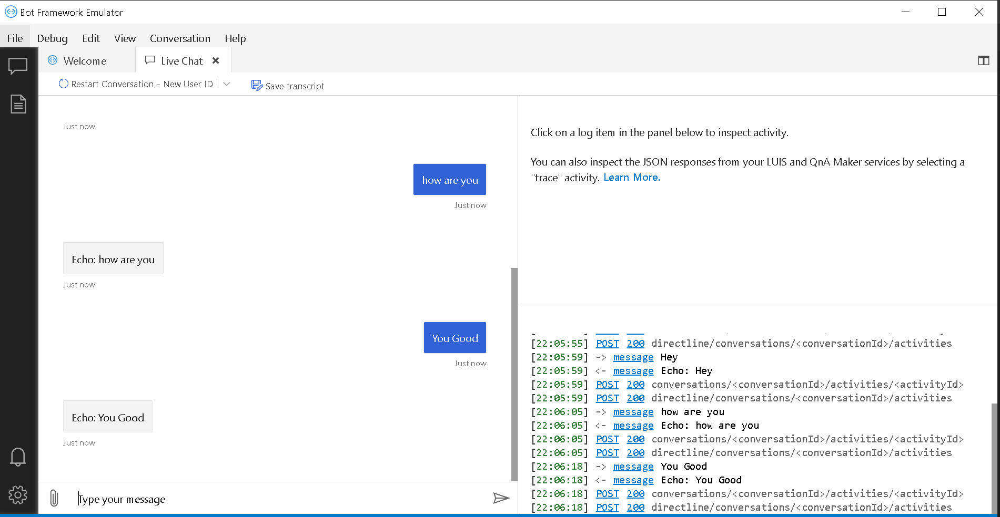 Bot Framework Emulator
File Debug Edit View Conversation Help
Welcome
Live Chat
Restart Conversation - New User ID
Save transcript
Just now
how are you
Just now
Echo: how are you
Just now
You Good
Just now
Echo: You Good
Just now
Type your message
Click on a log item in the panel below to inspect activity.
You can also inspect the JSON responses from your LUIS and QnA Maker services by selecting a
"trace" activity. Learn More.
[22:05:55] POST 200 directline/conversations/<conversationId>/activities
[22:05:59] -> message Hey
[22:05:59] <- message Echo: Hey
[22:05:59] POST 200 conversations/<conversationId>/activities/<activityId>
[22:05:59] POST 200 directline/conversations/<conversationId>/activities
[22:06:05] -> message how are you
[22:06:05] <- message Echo: how are you
[22:06:05] POST 200 conversations/<conversationId>/activities/<activityId>
[22:06:05] POST 200 directline/conversations/<conversationId>/activities
[22:06:18] -> message You Good
[22:06:18] <- message Echo: You Good
[22:06:18] POST 200 conversations/<conversationId>/activities/<activityId>
[22:06:18] POST 200 directline/conversations/<conversationId>/activities